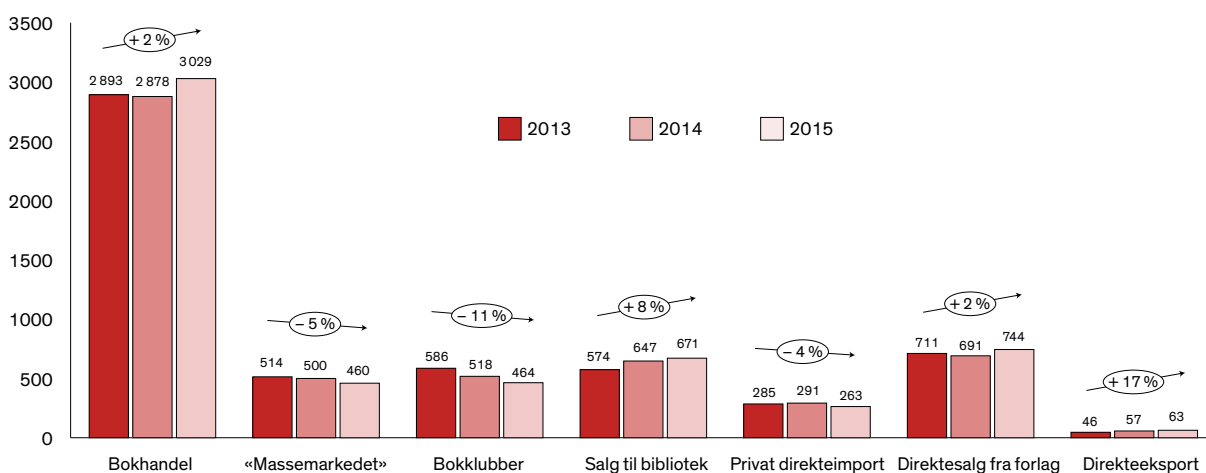 3500
3000
2500
2000
1500
1000
500
0
+ 2 %
2 893 2 878 3 029
2013 2014 2015
– 5 %
514 500 460
– 11 %
586 518 464
+ 8 %
574 647 671
– 4 %
285 291 263
+ 2 %
711 691 744
+ 17 %
46 57 63
Bokhandel «Massemarkedet» Bokklubber Salg til bibliotek Privat direkteimport Direktesalg fra forlag Direkteeksport